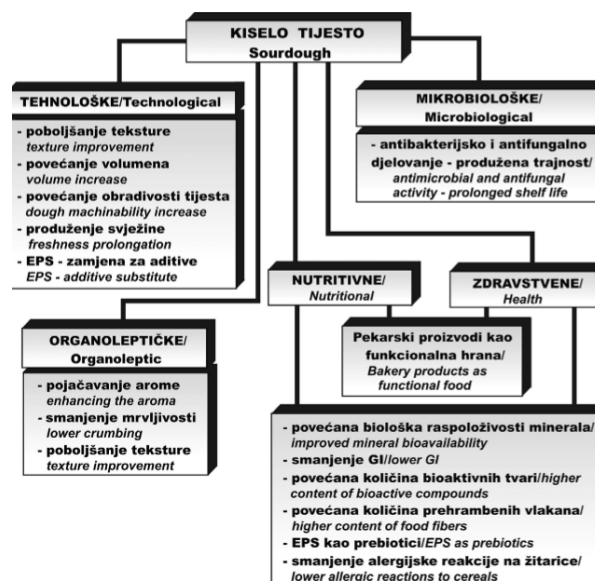 KISELO TIJESTO
Sourdough
TEHNOLOŠKE/Technological
- poboljšanje teksture
texture improvement
- povećanje volumena
volume increase
- povećanje obradivosti tijesta
dough machinability increase
- produženje svježine
freshness prolongation
- EPS - zamjena za aditive
EPS - additive substitute
MIKROBIOLOŠKE/
Microbiological
- antibakterijsko i antifungalno
djelovanje - produžena trajnost/
antimicrobial and antifungal
activity - prolonged shelf life
NUTRITIVNE/
Nutritional
ZDRAVSTVENE/
Health
ORGANOLEPTIČKE/
Organoleptic
- pojačavanje arome
enhancing the aroma
- smanjenje mrvljivosti
lower crumbing
- poboljšanje teksture
texture improvement
Pekarski proizvodi kao
funkcionalna hrana/
Bakery products as
functional food
- povećana biološka raspoloživosti minerala/
improved mineral bioavailability
- smanjenje GI/lower GI
- povećana količina bioaktivnih tvari/higher
content of bioactive compounds
- povećana količina prehrambenih vlakana/
higher content of food fibers
- EPS kao prebiotici/EPS as prebiotics
- smanjenje alergijske reakcije na žitarice/
lower allergic reactions to cereals